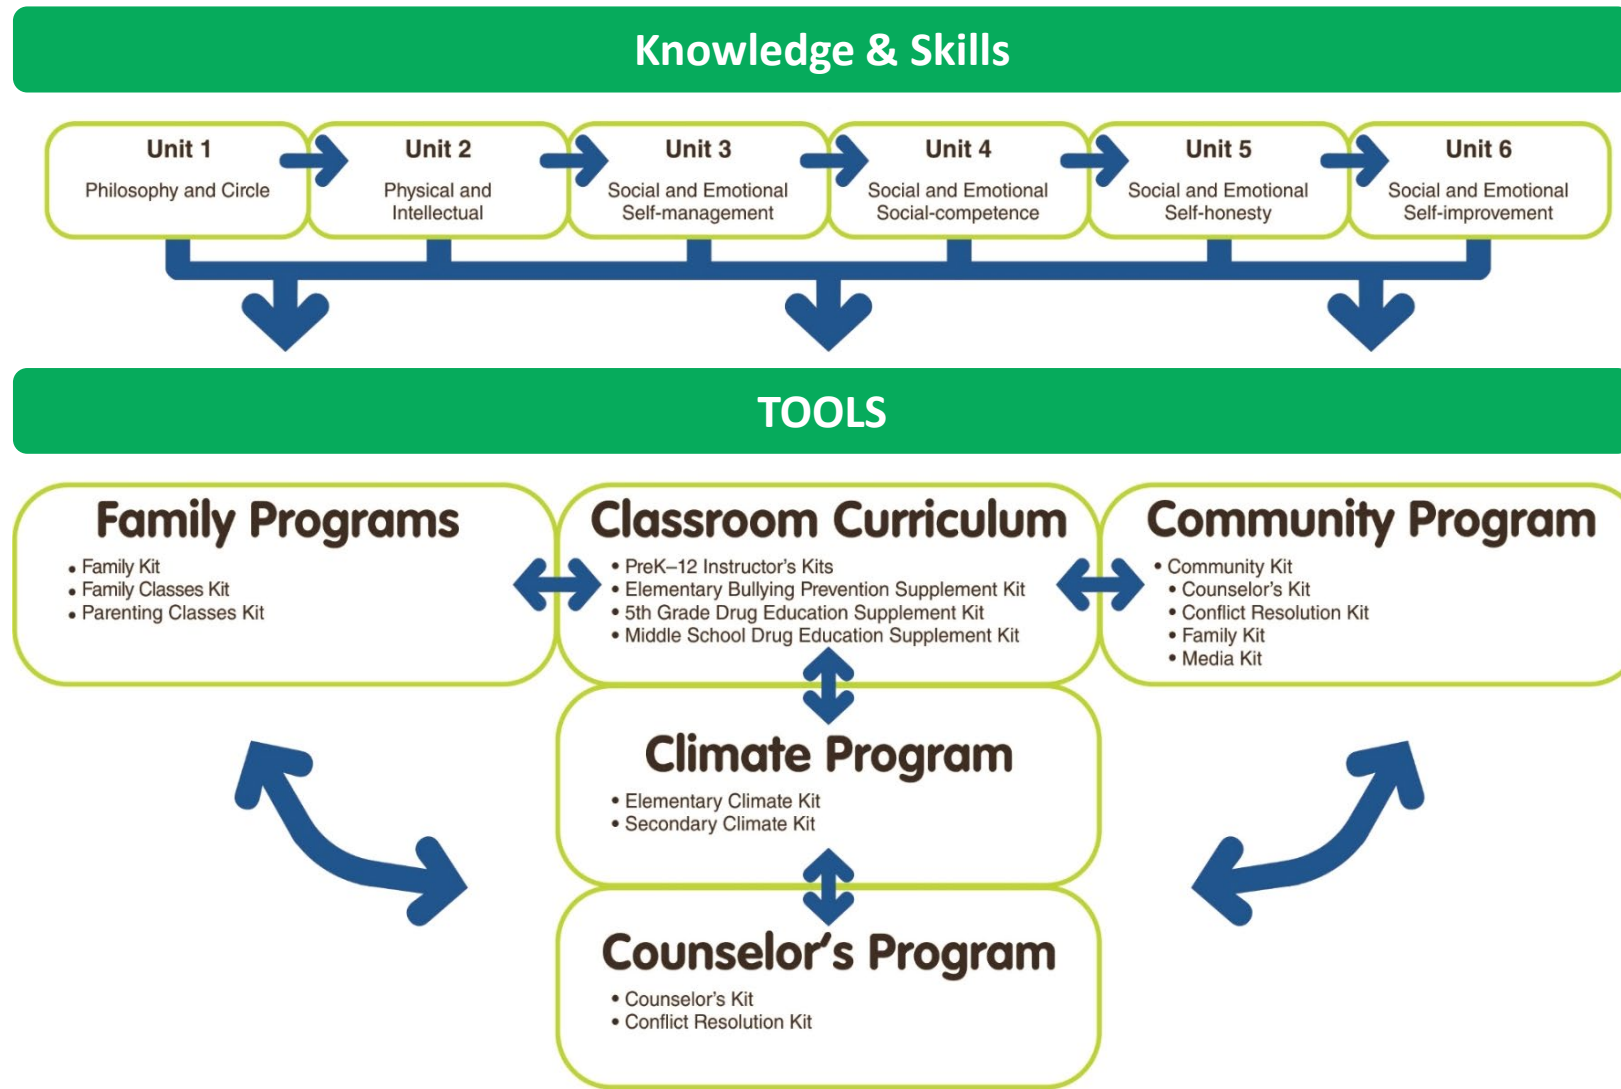 Knowledge & Skills
Unit 1
Philosophy and Circle
Unit 2
Physical and
Intellectual
Unit 3
Social and Emotional
Self-management
Unit 4
Social and Emotional
Social-competence
Unit 5
Social and Emotional
Self-honesty
Unit 6
Social and Emotional
Self-improvement
TOOLS
Family Programs
• Family Kit
• Family Classes Kit
• Parenting Classes Kit
Classroom Curriculum
• PreK–12 Instructor's Kits
• Elementary Bullying Prevention Supplement Kit
• 5th Grade Drug Education Supplement Kit
• Middle School Drug Education Supplement Kit
Community Program
• Community Kit
• Counselor's Kit
• Conflict Resolution Kit
• Family Kit
• Media Kit
Climate Program
• Elementary Climate Kit
• Secondary Climate Kit
Counselor's Program
• Counselor's Kit
• Conflict Resolution Kit